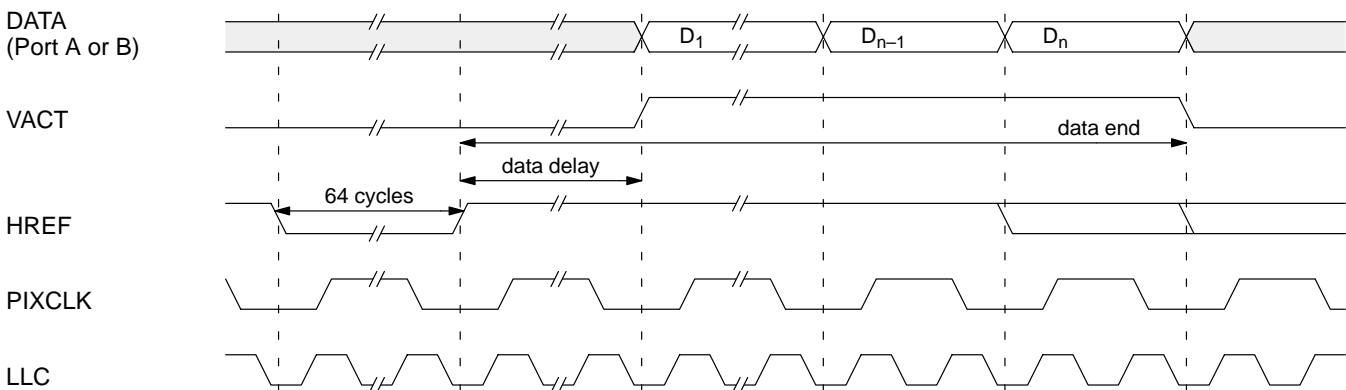 DATA
(Port A or B)
D1
Dn–1
Dn
VACT
data end
data delay
64 cycles
HREF
PIXCLK
LLC